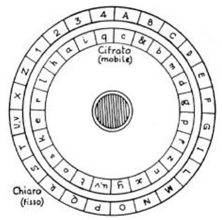 A B C D E F G I L M N O P Q R S T U,V X Z 1 2 3 4
q c & b m d g p f z n x y u,v t o s k e r l h a i
Cifrato
(mobile)
Chiaro
(fisso)